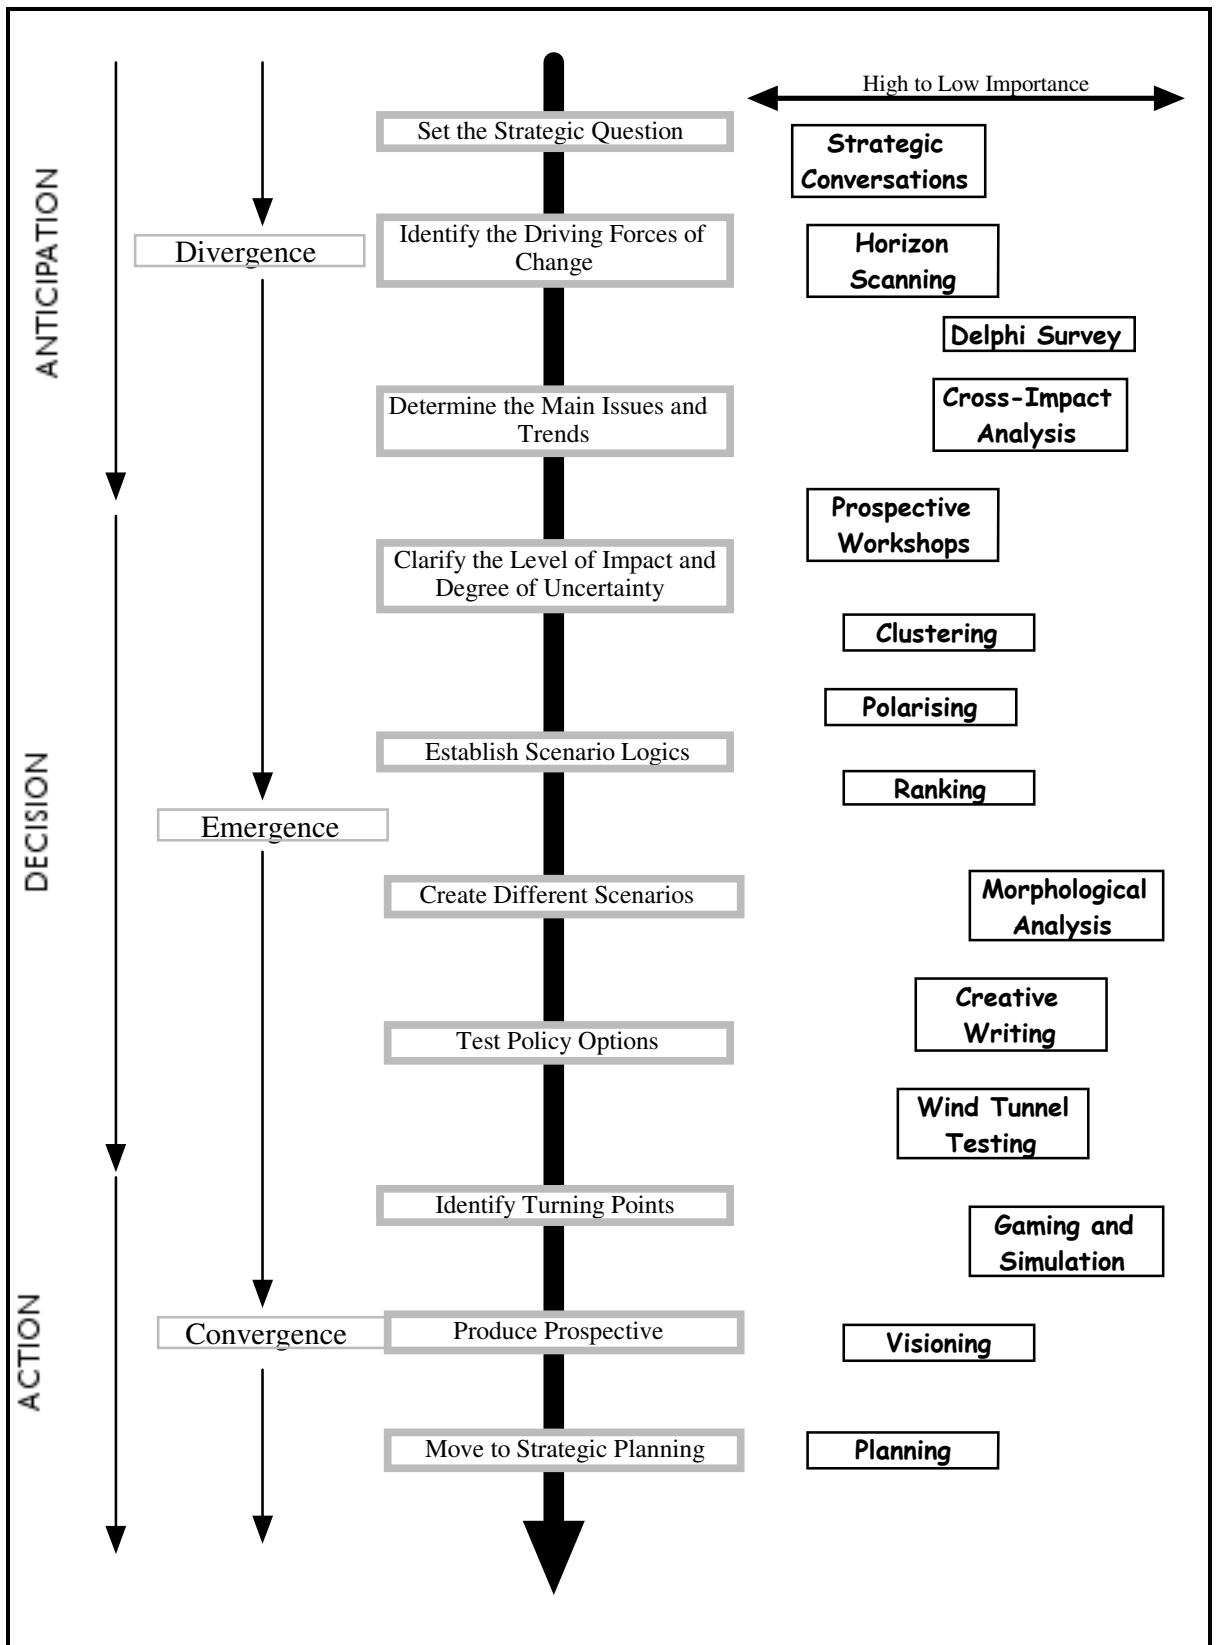 High to Low Importance
Set the Strategic Question
Strategic
Conversations
ANTICIPATION
Divergence
Identify the Driving Forces of
Change
Horizon
Scanning
Delphi Survey
Determine the Main Issues and
Trends
Cross-Impact
Analysis
Prospective
Workshops
Clarify the Level of Impact and
Degree of Uncertainty
Clustering
Polarising
DECISION
Establish Scenario Logics
Ranking
Emergence
Create Different Scenarios
Morphological
Analysis
Creative
Writing
Test Policy Options
Wind Tunnel
Testing
Identify Turning Points
Gaming and
Simulation
ACTION
Convergence
Produce Prospective
Visioning
Move to Strategic Planning
Planning